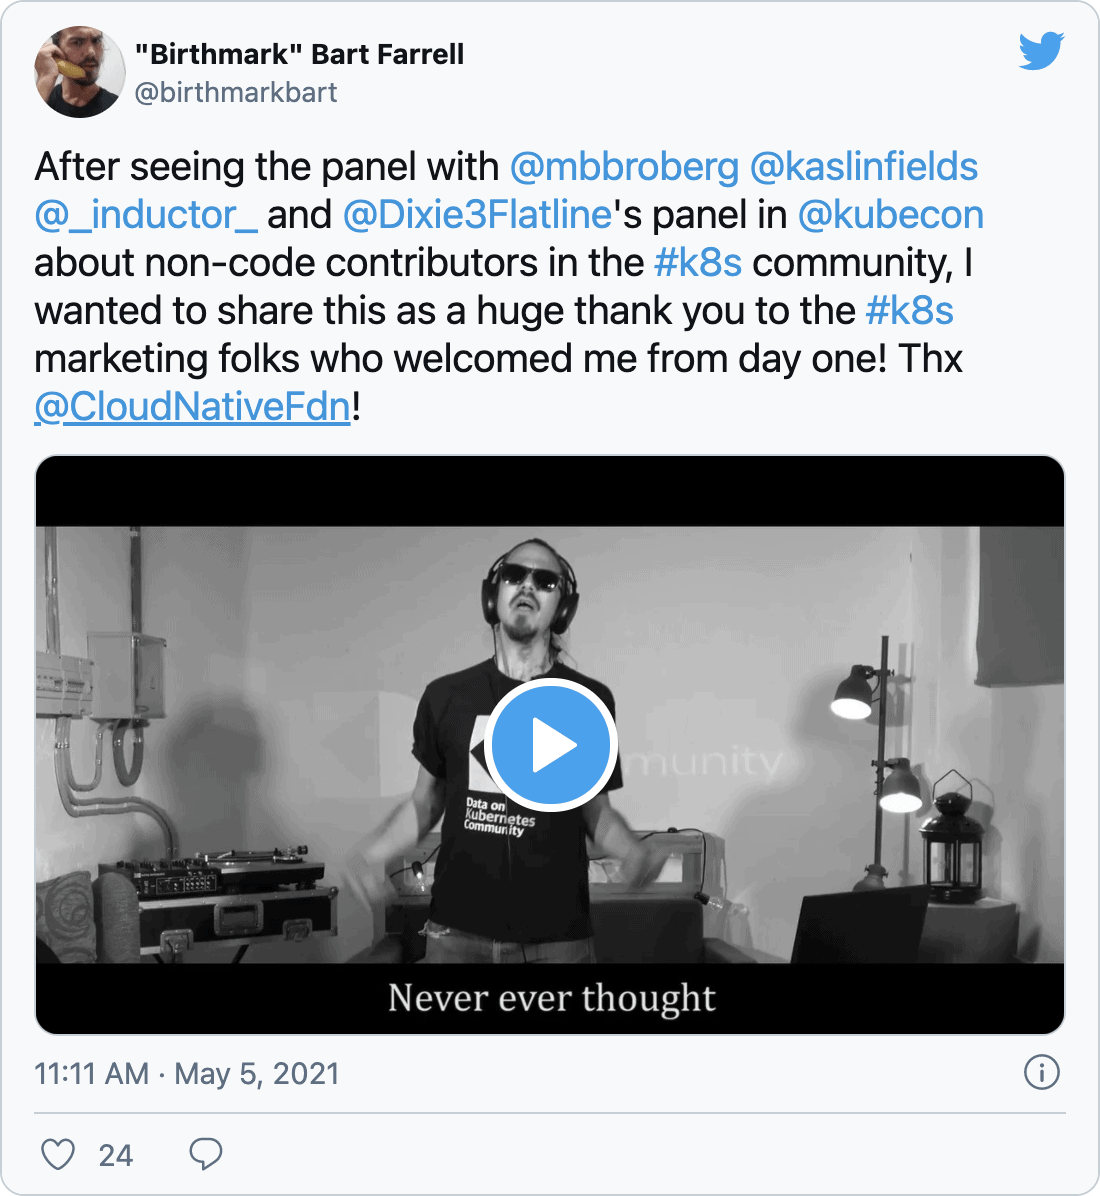 "Birthmark" Bart Farrell
@birthmarkbart
After seeing the panel with @mbbroberg @kaslinfields
@_inductor_ and @Dixie3Flatline's panel in @kubecon
about non-code contributors in the #k8s community, I
wanted to share this as a huge thank you to the #k8s
marketing folks who welcomed me from day one! Thx
@CloudNativeFdn!
munity
Data on
Kubernetes
Community
Never ever thought
11:11 AM · May 5, 2021
24